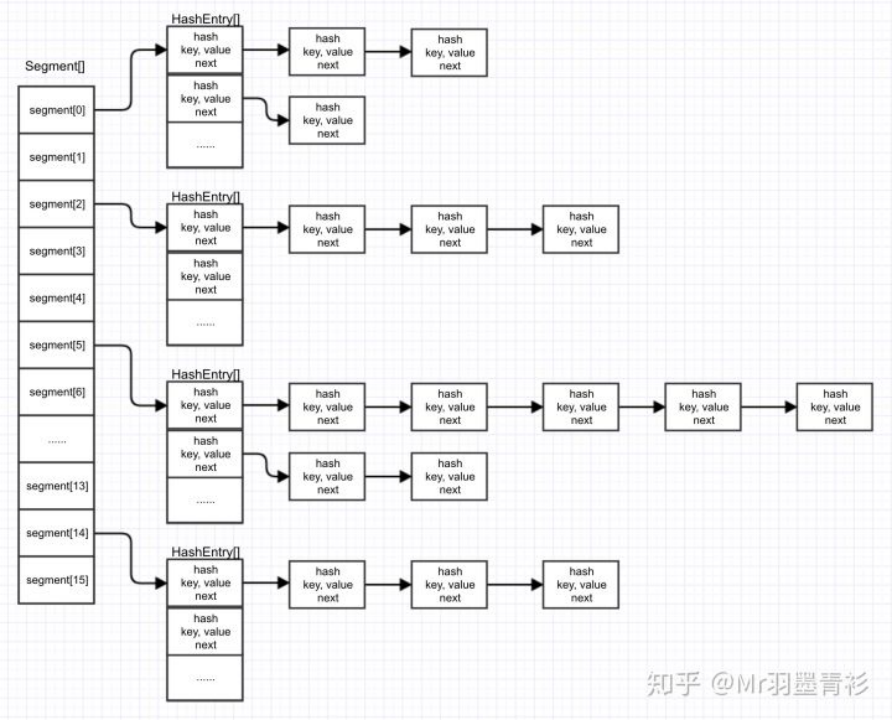 HashEntry[]
hash
key, value
next
hash
key, value
next
hash
key, value
next
Segment[]
segment[0]
hash
key, value
next
hash
key, value
next
......
segment[1]
HashEntry[]
segment[2]
hash
key, value
next
hash
key, value
next
hash
key, value
next
hash
key, value
next
segment[3]
hash
key, value
next
segment[4]
......
segment[5]
HashEntry[]
segment[6]
hash
key, value
next
hash
key, value
next
hash
key, value
next
hash
key, value
next
hash
key, value
next
hash
key, value
next
......
hash
key, value
next
hash
key, value
next
hash
key, value
next
segment[13]
......
segment[14]
HashEntry[]
segment[15]
hash
key, value
next
hash
key, value
next
hash
key, value
next
hash
key, value
next
hash
key, value
next
......
知乎 @Mr羽墨青衫